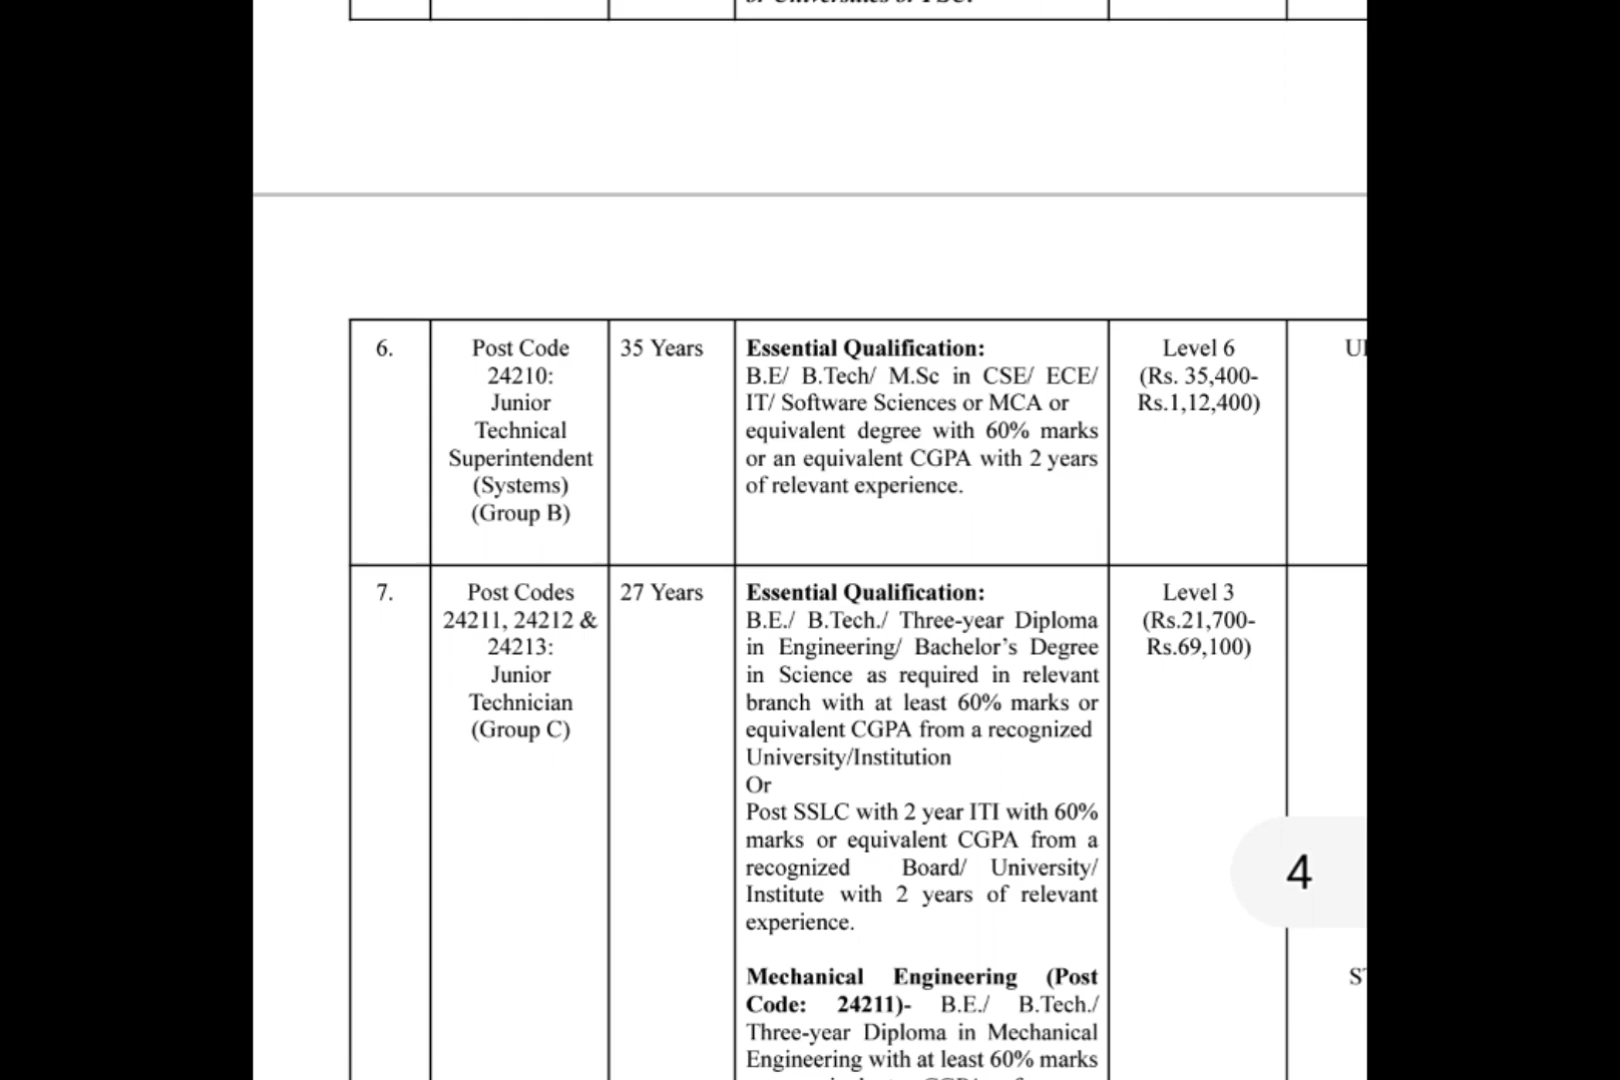 6.
Post Code
24210:
Junior
Technical
Superintendent
(Systems)
(Group B)
35 Years
Essential Qualification:
B.E/ B.Tech/ M.Sc in CSE/ ECE/
IT/ Software Sciences or MCA or
equivalent degree with 60% marks
or an equivalent CGPA with 2 years
of relevant experience.
Level 6
(Rs. 35,400-
Rs.1,12,400)
7.
Post Codes
24211, 24212 &
24213:
Junior
Technician
(Group C)
27 Years
Essential Qualification:
B.E./ B.Tech./ Three-year Diploma
in Engineering/ Bachelor’s Degree
in Science as required in relevant
branch with at least 60% marks or
equivalent CGPA from a recognized
University/Institution
Or
Post SSLC with 2 year ITI with 60%
marks or equivalent CGPA from a
recognized Board/ University/
Institute with 2 years of relevant
experience.
Mechanical Engineering (Post
Code: 24211)- B.E./ B.Tech./
Three-year Diploma in Mechanical
Engineering with at least 60% marks
Level 3
(Rs.21,700-
Rs.69,100)
4